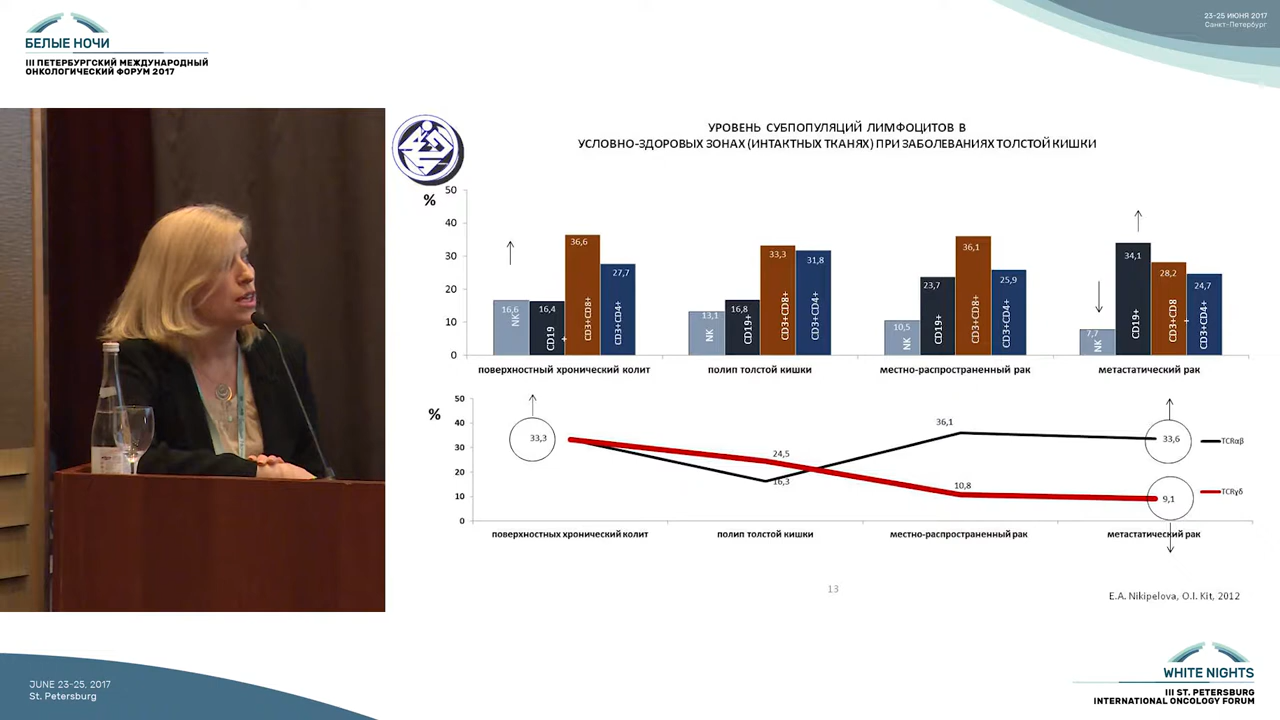 БЕЛЫЕ НОЧИ
III ПЕТЕРБУРГСКИЙ МЕЖДУНАРОДНЫЙ
ОНКОЛОГИЧЕСКИЙ ФОРУМ 2017
23-25 ИЮНЯ 2017
Санкт-Петербург
УРОВЕНЬ СУБПОПУЛЯЦИЙ ЛИМФОЦИТОВ В
УСЛОВНО-ЗДОРОВЫХ ЗОНАХ (ИНТАКТНЫХ ТКАНЯХ) ПРИ ЗАБОЛЕВАНИЯХ ТОЛСТОЙ КИШКИ
%
50
40
30
20
10
0
16,6
NK
16,4
CD19
+
36,6
CD3+CD8+
27,7
CD3+CD4+
13,1
NK
16,8
CD19+
33,3
CD3+CD8+
31,8
CD3+CD4+
10,5
NK
23,7
CD19+
36,1
CD3+CD8+
25,9
CD3+CD4+
7,7
NK
34,1
CD19+
28,2
CD3+CD8
+
24,7
CD3+CD4+
поверхностный хронический колит
полип толстой кишки
местно-распространенный рак
метастатический рак
%
50
40
30
20
10
0
33,3
24,5
16,3
36,1
10,8
33,6
9,1
TCRαβ
TCRγδ
поверхностных хронический колит
полип толстой кишки
местно-распространенный рак
метастатический рак
13
E.A. Nikipelova, O.I. Kit, 2012
JUNE 23-25, 2017
St. Petersburg
WHITE NIGHTS
III ST. PETERSBURG
INTERNATIONAL ONCOLOGY FORUM